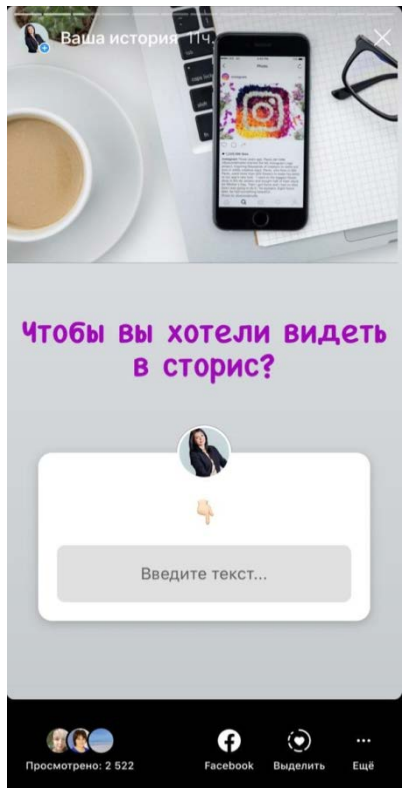 Ваша история 11ч.
Чтобы вы хотели видеть
в сторис?
Введите текст...
Просмотрено: 2 522
Facebook
Выделить
Ещё